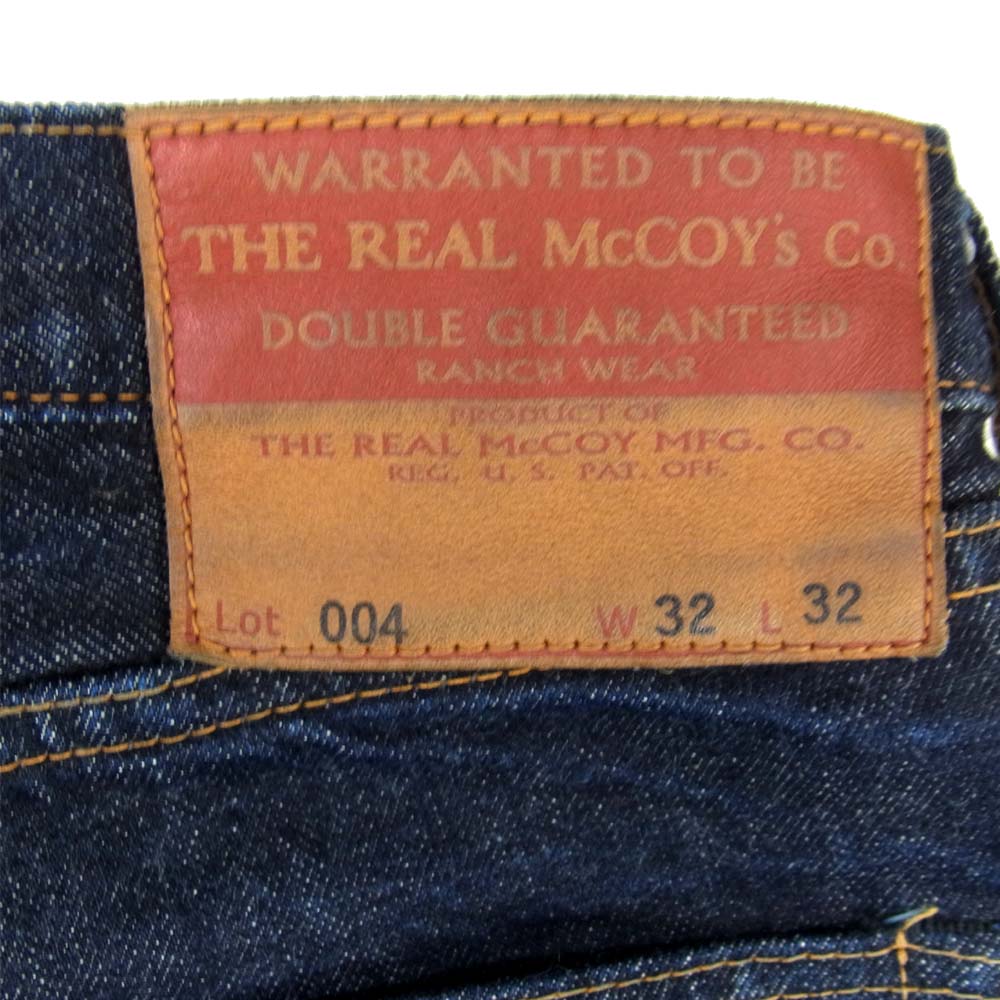 WARRANTED TO BE
THE REAL McCOY's Co.
DOUBLE GUARANTEED
RANCH WEAR
PRODUCT OF
THE REAL McCOY MFG. CO.
REG. U. S. PAT. OFF.
Lot 004 W 32 L 32